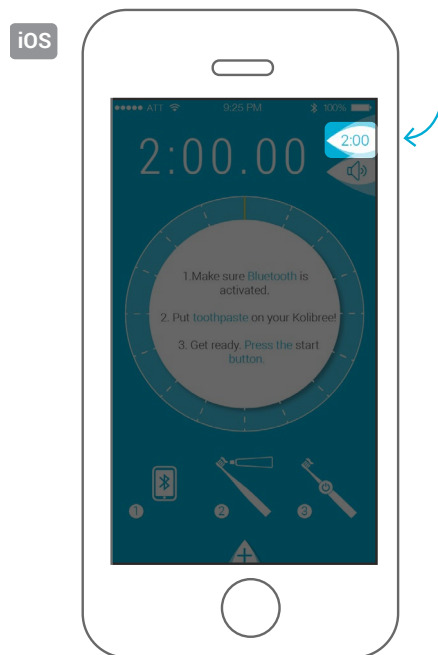 iOS
ATT 9:25 PM 100%
2:00.00
2:00
1.Make sure Bluetooth is
activated.
2. Put toothpaste on your Kolibree!
3. Get ready. Press the start
button.
1 2 3